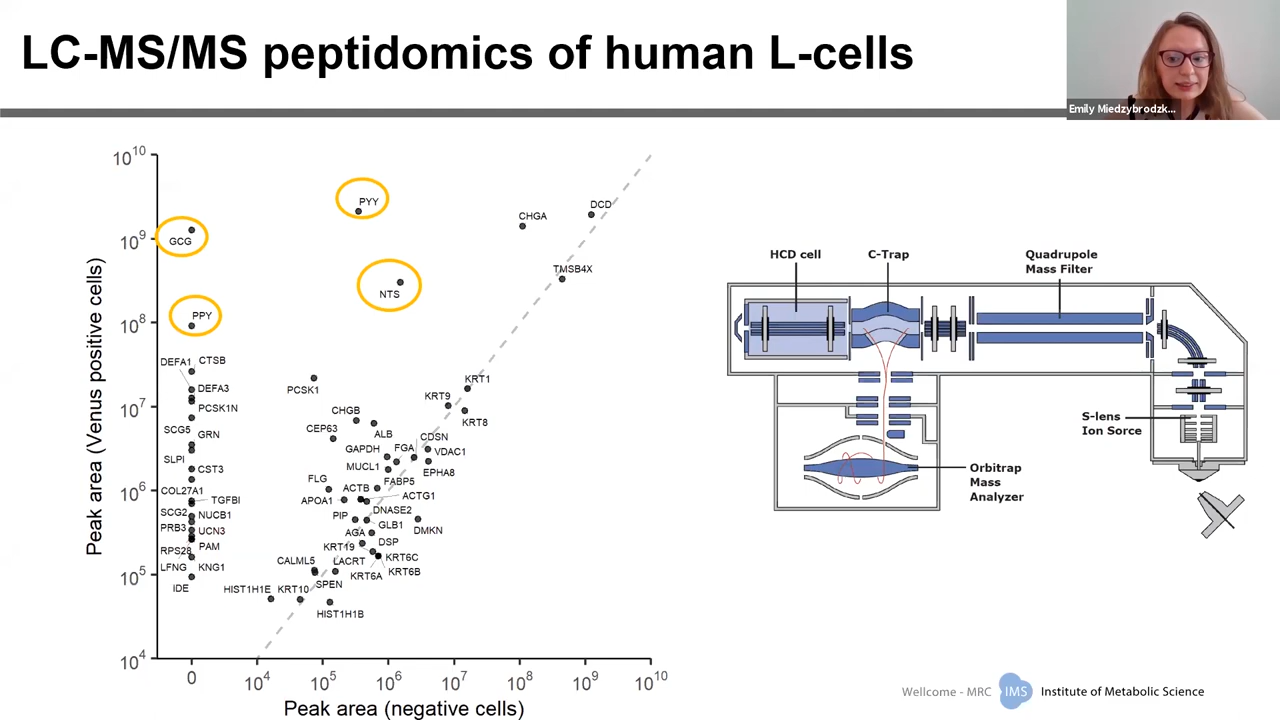 LC-MS/MS peptidomics of human L-cells
Emily Miedzybrodzk...
Peak area (Venus positive cells)
10^10
10^9
10^8
10^7
10^6
10^5
10^4
PYY
GCG
NTS
PPY
CHGA
DCD
TMSB4X
DEFA1
CTSB
DEFA3
PCSK1N
SCG5
GRN
SLPI
CST3
COL27A1
TGFBI
SCG2
NUCB1
PRB3
UCN3
RPS28
PAM
LFNG
KNG1
IDE
PCSK1
KRT1
KRT9
KRT8
CHGB
CEP63
ALB
CDSN
GAPDH
FGA
VDAC1
MUCL1
EPHA8
FLG
FABP5
ACTB
APOA1
ACTG1
DNASE2
PIP
GLB1
DMKN
AGA
DSP
KRT19
KRT6C
CALML5
LACRT
KRT6A
KRT6B
HIST1H1E
KRT10
SPEN
HIST1H1B
0
10^4
10^5
10^6
10^7
10^8
10^9
10^10
Peak area (negative cells)
HCD cell
C-Trap
Quadrupole
Mass Filter
S-lens
Ion Sorce
Orbitrap
Mass
Analyzer
Wellcome - MRC IMS Institute of Metabolic Science